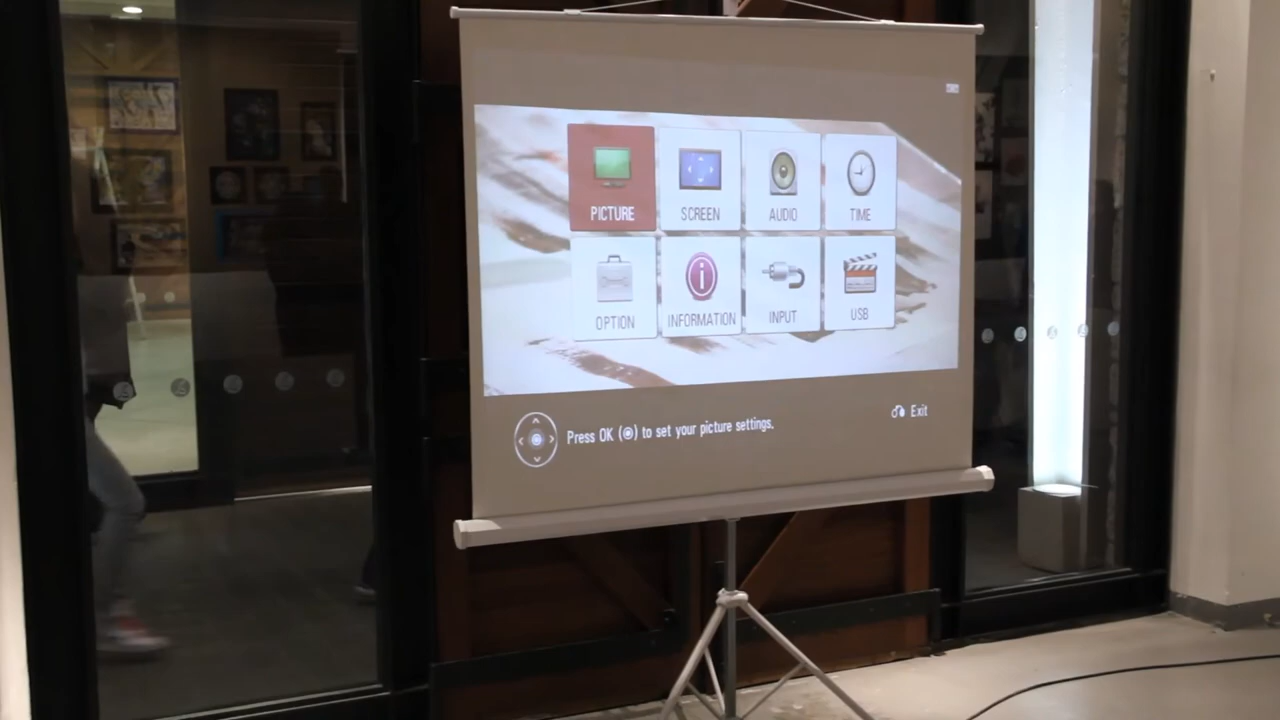 PICTURE
SCREEN
AUDIO
TIME
OPTION
INFORMATION
INPUT
USB
Press OK (◉) to set your picture settings.
Exit